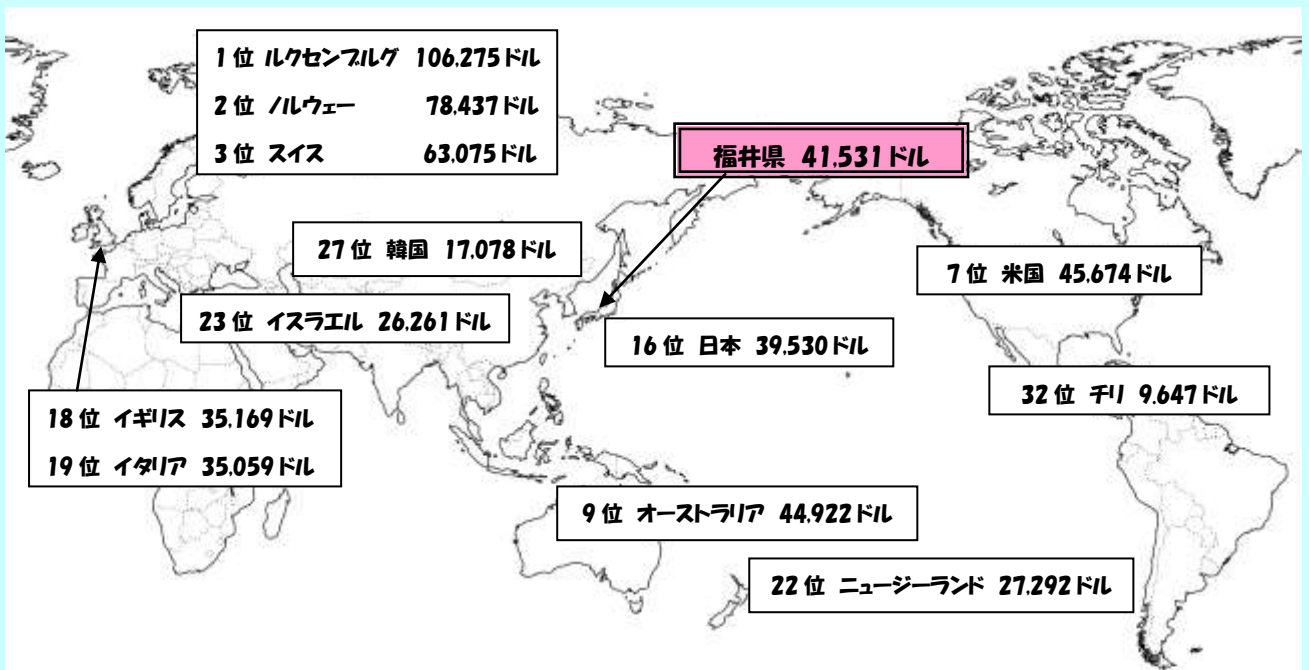 1位 ルクセンブルグ 106,275ドル
2位 ノルウェー 78,437ドル
3位 スイス 63,075ドル
福井県 41,531ドル
27位 韓国 17,078ドル
7位 米国 45,674ドル
23位 イスラエル 26,261ドル
16位 日本 39,530ドル
32位 チリ 9,647ドル
18位 イギリス 35,169ドル
19位 イタリア 35,059ドル
9位 オーストラリア 44,922ドル
22位 ニュージーランド 27,292ドル